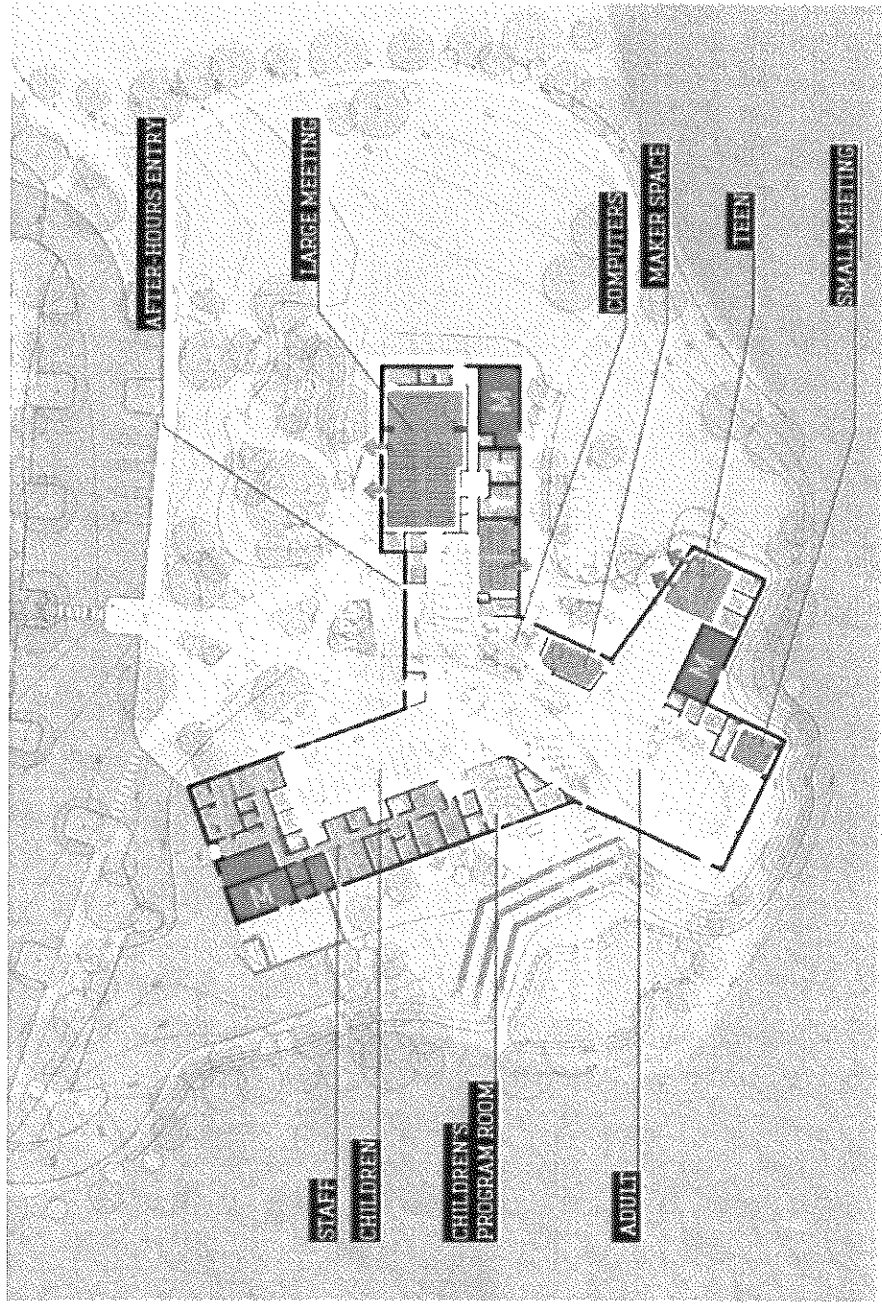 AFTER-HOURS ENTRY
LARGE MEETING
COMPUTERS
MAKER SPACE
TEEN
SMALL MEETING
M
M
M
STAFF
CHILDREN
CHILDREN'S
PROGRAM ROOM
ADULT